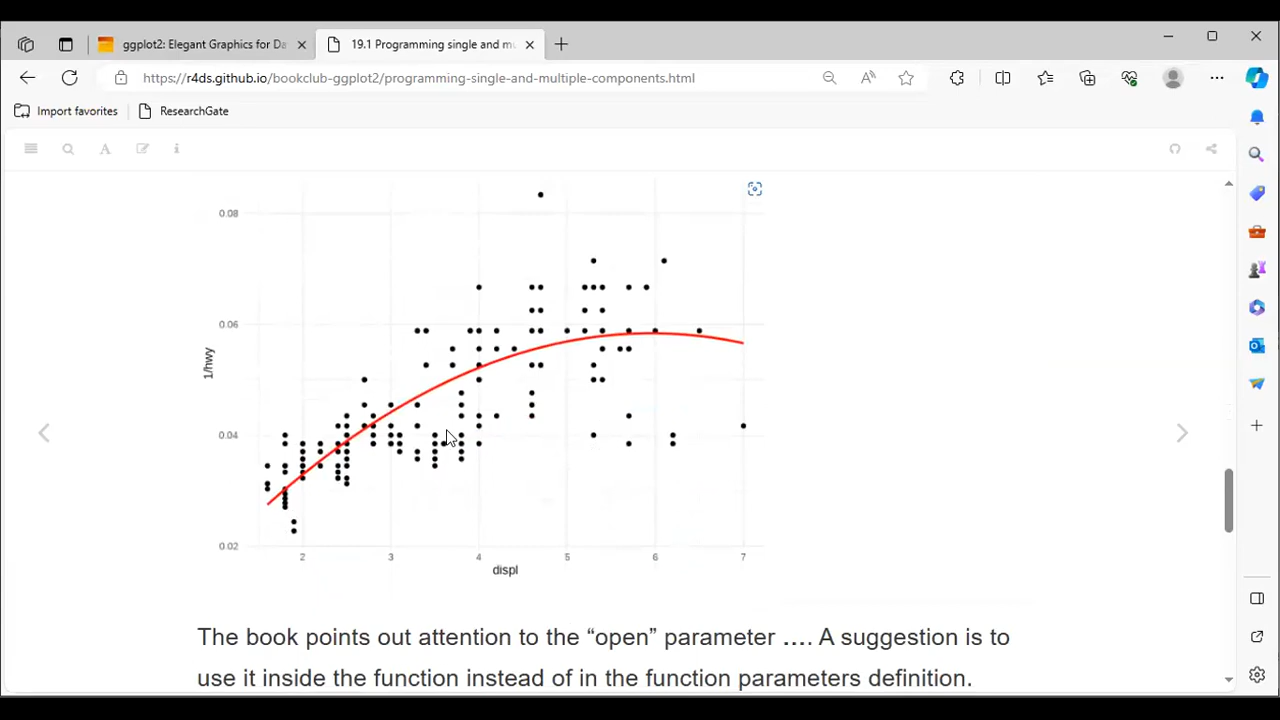 ggplot2: Elegant Graphics for Da
19.1 Programming single and mu
https://r4ds.github.io/bookclub-ggplot2/programming-single-and-multiple-components.html
Import favorites
ResearchGate
0.08
0.06
0.04
0.02
1/hwy
2 3 4 5 6 7
displ
The book points out attention to the “open” parameter .... A suggestion is to
use it inside the function instead of in the function parameters definition.